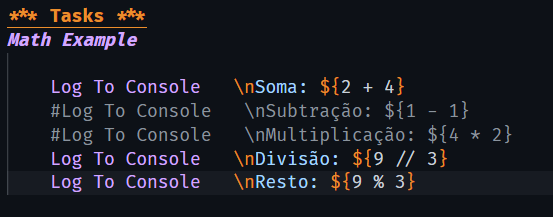 *** Tasks ***
Math Example
Log To Console   \nSoma: ${2 + 4}
#Log To Console   \nSubtração: ${1 - 1}
#Log To Console   \nMultiplicação: ${4 * 2}
Log To Console   \nDivisão: ${9 // 3}
Log To Console   \nResto: ${9 % 3}